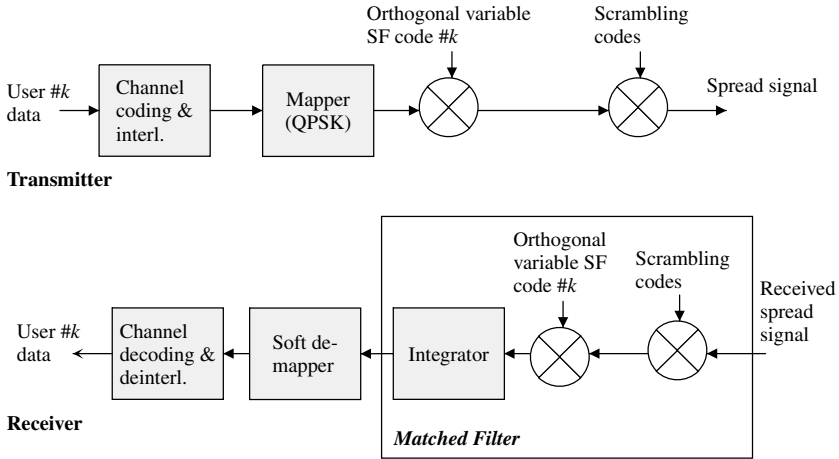 Orthogonal variable
SF code #k
Scrambling
codes
User #k
data
Channel
coding &
interl.
Mapper
(QPSK)
Spread signal
Transmitter
Orthogonal
variable SF
code #k
Scrambling
codes
Received
spread
signal
User #k
data
Channel
decoding &
deinterl.
Soft de-
mapper
Integrator
Receiver
Matched Filter